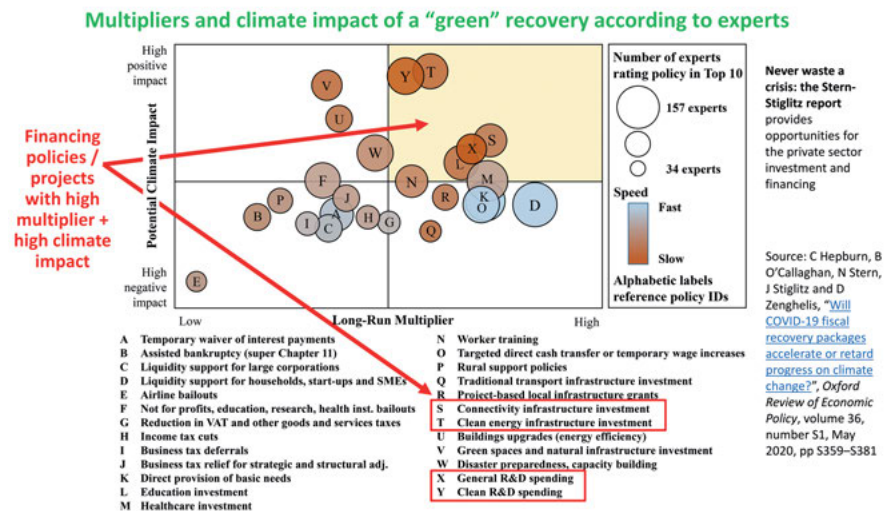 Multipliers and climate impact of a “green” recovery according to experts
Financing
policies /
projects
with high
multiplier +
high climate
impact
High
positive
impact
Potential Climate Impact
High
negative
impact
Low
Long-Run Multiplier
High
V
U
Y
T
W
S
X
L
F
N
M
P
J
R
K
O
D
B
I
A
C
H
G
Q
E
Number of experts
rating policy in Top 10
157 experts
34 experts
Speed
Fast
Slow
Alphabetic labels
reference policy IDs
A Temporary waiver of interest payments
B Assisted bankruptcy (super Chapter 11)
C Liquidity support for large corporations
D Liquidity support for households, start-ups and SMEs
E Airline bailouts
F Not for profits, education, research, health inst. bailouts
G Reduction in VAT and other goods and services taxes
H Income tax cuts
I Business tax deferrals
J Business tax relief for strategic and structural adj.
K Direct provision of basic needs
L Education investment
M Healthcare investment
N Worker training
O Targeted direct cash transfer or temporary wage increases
P Rural support policies
Q Traditional transport infrastructure investment
R Project-based local infrastructure grants
S Connectivity infrastructure investment
T Clean energy infrastructure investment
U Buildings upgrades (energy efficiency)
V Green spaces and natural infrastructure investment
W Disaster preparedness, capacity building
X General R&D spending
Y Clean R&D spending
Never waste a
crisis: the Stern-
Stiglitz report
provides
opportunities for
the private sector
investment and
financing
Source: C Hepburn, B
O’Callaghan, N Stern,
J Stiglitz and D
Zenghelis, “Will
COVID-19 fiscal
recovery packages
accelerate or retard
progress on climate
change?”, Oxford
Review of Economic
Policy, volume 36,
number S1, May
2020, pp S359–S381